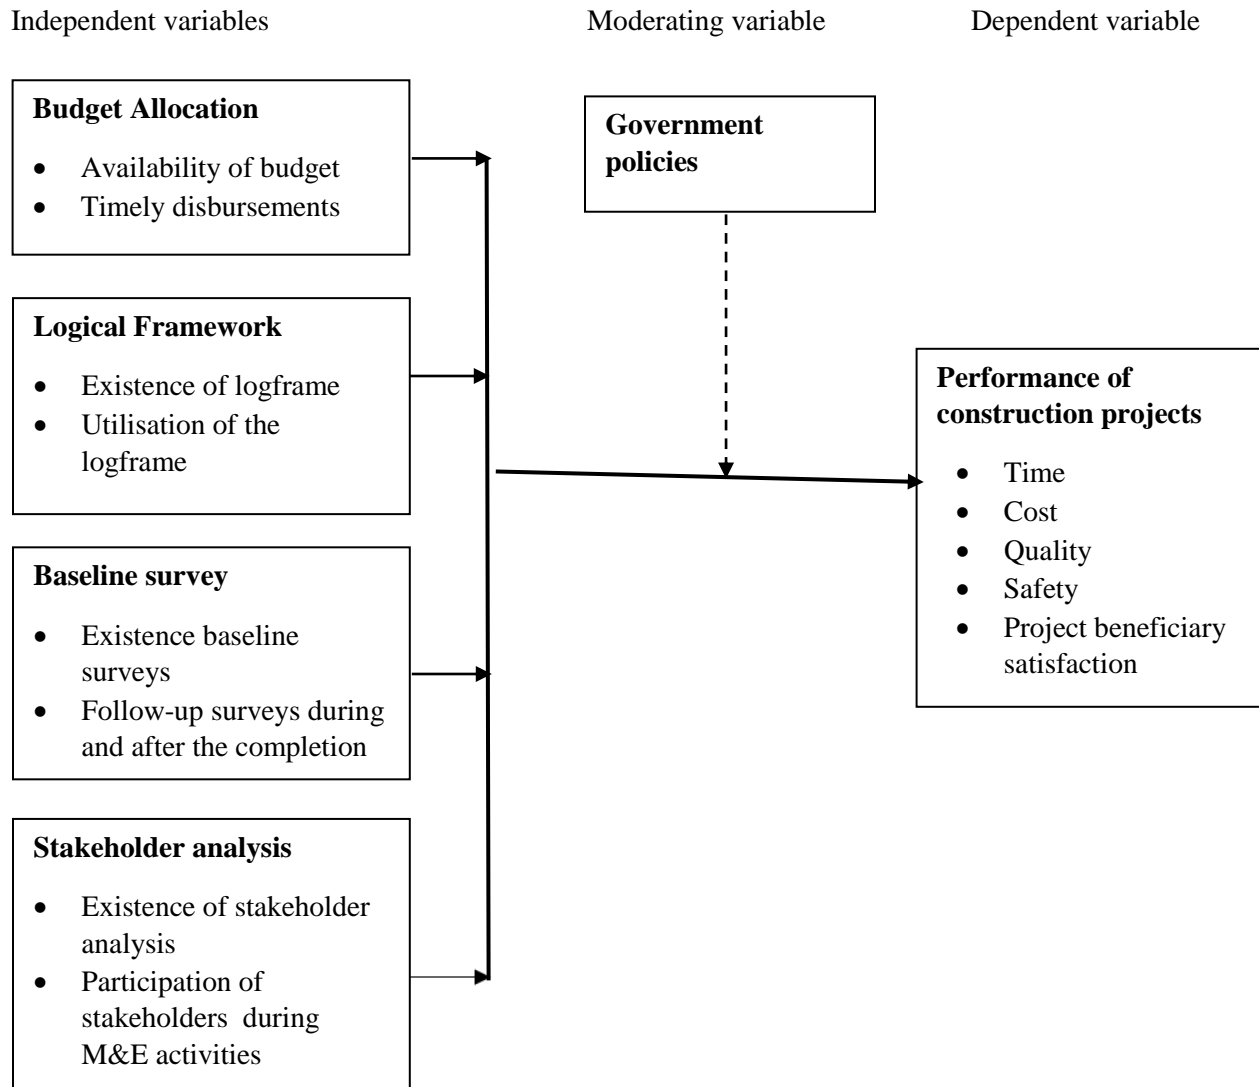 Independent variables
Moderating variable
Dependent variable
Budget Allocation
• Availability of budget
• Timely disbursements
Logical Framework
• Existence of logframe
• Utilisation of the
logframe
Baseline survey
• Existence baseline
surveys
• Follow-up surveys during
and after the completion
Stakeholder analysis
• Existence of stakeholder
analysis
• Participation of
stakeholders during
M&E activities
Government
policies
Performance of
construction projects
• Time
• Cost
• Quality
• Safety
• Project beneficiary
satisfaction